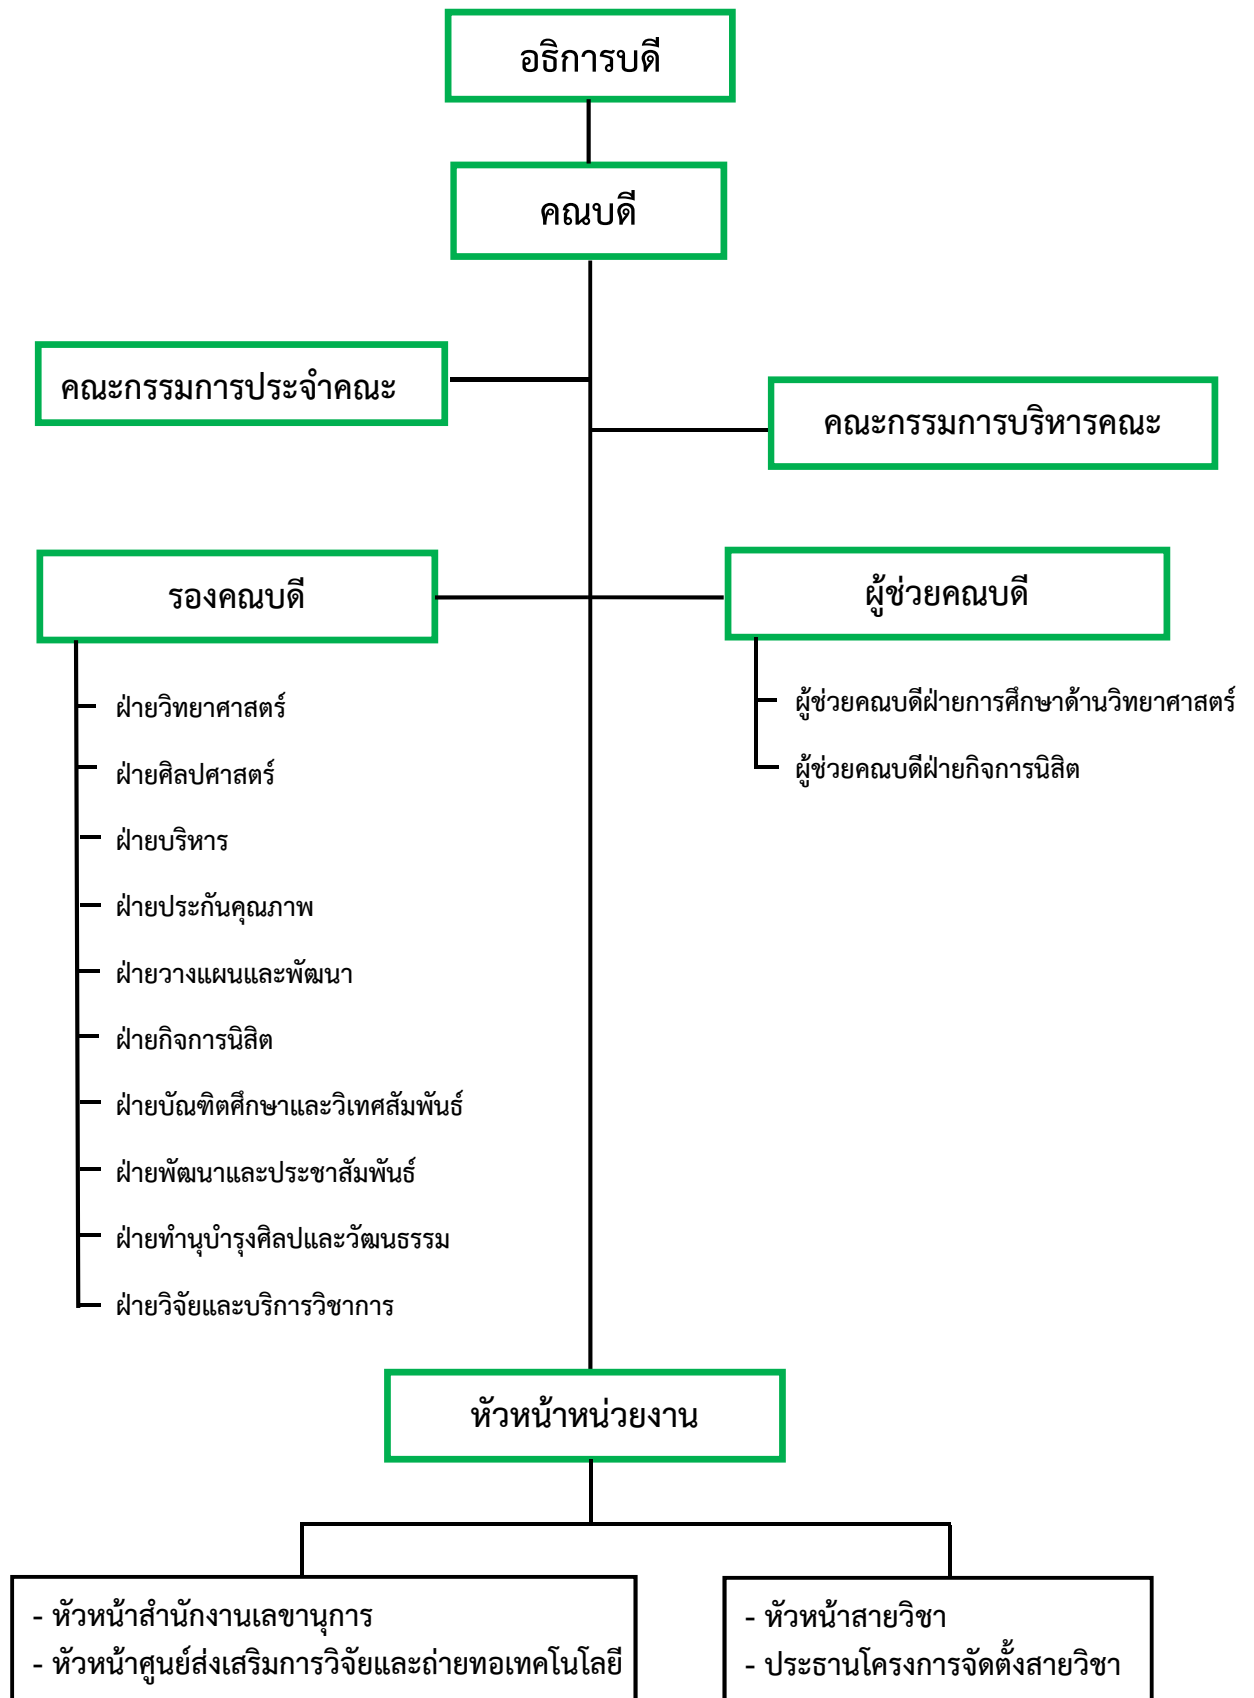 อธิการบดี
คณบดี
คณะกรรมการประจำคณะ
คณะกรรมการบริหารคณะ
รองคณบดี
ฝ่ายวิทยาศาสตร์
ฝ่ายศิลปศาสตร์
ฝ่ายบริหาร
ฝ่ายประกันคุณภาพ
ฝ่ายวางแผนและพัฒนา
ฝ่ายกิจการนิสิต
ฝ่ายบัณฑิตศึกษาและวิเทศสัมพันธ์
ฝ่ายพัฒนาและประชาสัมพันธ์
ฝ่ายทำนุบำรุงศิลปและวัฒนธรรม
ฝ่ายวิจัยและบริการวิชาการ
ผู้ช่วยคณบดี
ผู้ช่วยคณบดีฝ่ายการศึกษาด้านวิทยาศาสตร์
ผู้ช่วยคณบดีฝ่ายกิจการนิสิต
หัวหน้าหน่วยงาน
- หัวหน้าสำนักงานเลขานุการ
- หัวหน้าศูนย์ส่งเสริมการวิจัยและถ่ายทอเทคโนโลยี
- หัวหน้าสายวิชา
- ประธานโครงการจัดตั้งสายวิชา